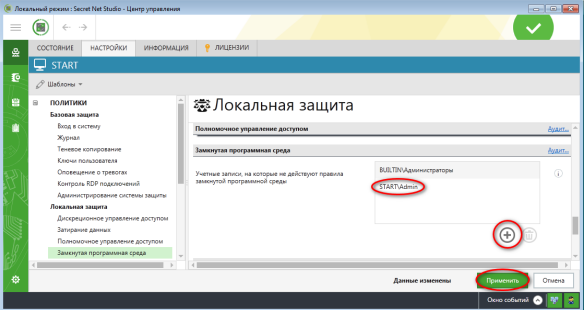 Локальный режим : Secret Net Studio - Центр управления
СОСТОЯНИЕ НАСТРОЙКИ ИНФОРМАЦИЯ ЛИЦЕНЗИИ
START
Шаблоны
ПОЛИТИКИ
Базовая защита
Вход в систему
Журнал
Теневое копирование
Ключи пользователя
Оповещение о тревогах
Контроль RDP подключений
Администрирование системы защиты
Локальная защита
Дискреционное управление доступом
Затирание данных
Полномочное управление доступом
Замкнутая программная среда
Локальная защита
Полномочное управление доступом Аудит...
Замкнутая программная среда Аудит...
Учетные записи, на которые не действуют правила
замкнутой программной среды
BUILTIN\Администраторы
START\Admin
Данные изменены Применить Отмена
Окно событий